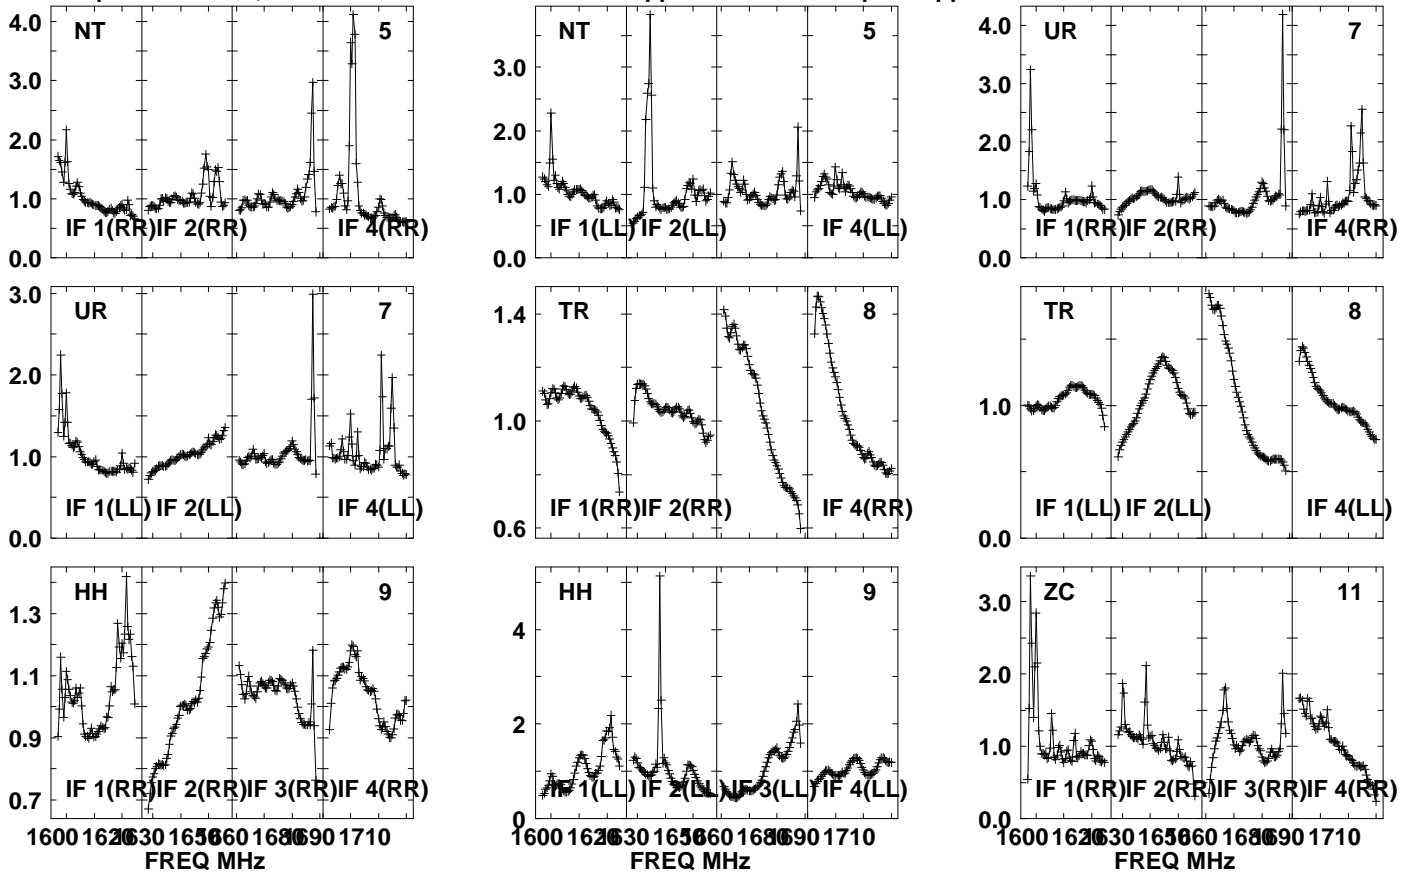 NT 5 NT 5 UR 7
4.0 3.0 2.0 1.0 0.0
IF 1(RR) IF 2(RR) IF 4(RR)
3.0 2.0 1.0 0.0
IF 1(LL) IF 2(LL) IF 4(LL)
4.0 3.0 2.0 1.0 0.0
IF 1(RR) IF 2(RR) IF 4(RR)
UR 7 TR 8 TR 8
3.0 2.0 1.0 0.0
IF 1(LL) IF 2(LL) IF 4(LL)
1.4 1.0 0.6
IF 1(RR) IF 2(RR) IF 4(RR)
1.0 0.0
IF 1(LL) IF 2(LL) IF 4(LL)
HH 9 HH 9 ZC 11
1.3 1.1 0.9 0.7
IF 1(RR) IF 2(RR) IF 3(RR) IF 4(RR)
4 2 0
IF 1(LL) IF 2(LL) IF 3(LL) IF 4(LL)
3.0 2.0 1.0 0.0
IF 1(RR) IF 2(RR) IF 3(RR) IF 4(RR)
1600 1620 1630 1650 1660 1680 1690 1710
1600 1620 1630 1650 1660 1680 1690 1710
1600 1620 1630 1650 1660 1680 1690 1710
FREQ MHz FREQ MHz FREQ MHz